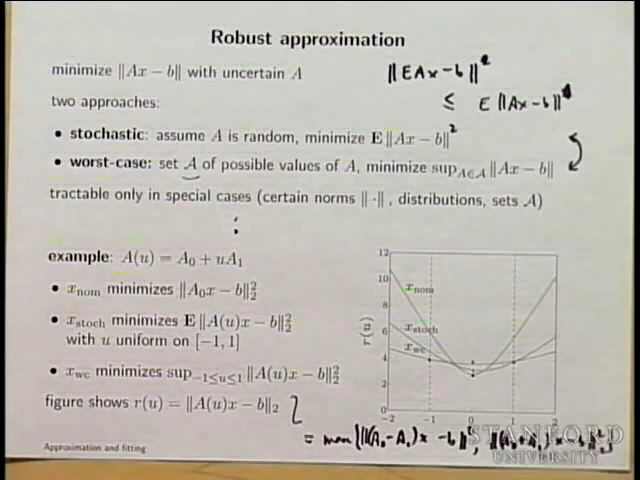 Robust approximation
minimize ‖Ax − b‖ with uncertain A
‖EAx − b‖²
two approaches:
≤ E ‖Ax − b‖²
• stochastic: assume A is random, minimize E ‖Ax − b‖²
• worst-case: set 𝒜 of possible values of A, minimize sup_{A∈𝒜} ‖Ax − b‖
tractable only in special cases (certain norms ‖ · ‖, distributions, sets 𝒜)
example: A(u) = A₀ + uA₁
• x_nom minimizes ‖A₀x − b‖₂²
• x_stoch minimizes E ‖A(u)x − b‖₂²
with u uniform on [−1, 1]
• x_wc minimizes sup_{−1≤u≤1} ‖A(u)x − b‖₂²
figure shows r(u) = ‖A(u)x − b‖₂
12
10
8
6
4
2
0
r(u)
x_nom
x_stoch
x_wc
−2
−1
0
1
2
= max {‖(A₀ − A₁)x − b‖², ‖(A₀ + A₁)x − b‖²}
Approximation and fitting
STANFORD
UNIVERSITY